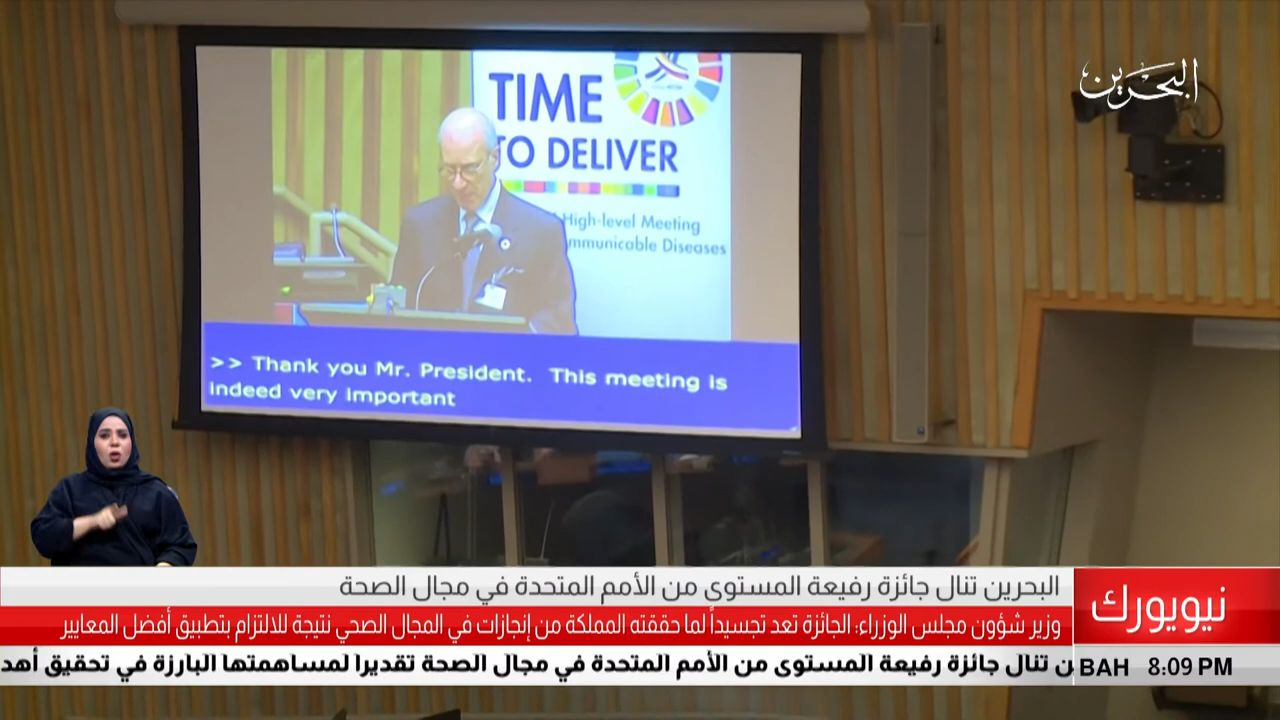 البحرين
TIME
TO DELIVER
High-level Meeting
mmunicable Diseases
>> Thank you Mr. President. This meeting is
indeed very important
البحرين تنال جائزة رفيعة المستوى من الأمم المتحدة في مجال الصحة
نيويورك
وزير شؤون مجلس الوزراء: الجائزة تعد تجسيداً لما حققته المملكة من إنجازات في المجال الصحي نتيجة للالتزام بتطبيق أفضل المعايير
ن تنال جائزة رفيعة المستوى من الأمم المتحدة في مجال الصحة تقديرا لمساهمتها البارزة في تحقيق أهد
BAH 8:09 PM